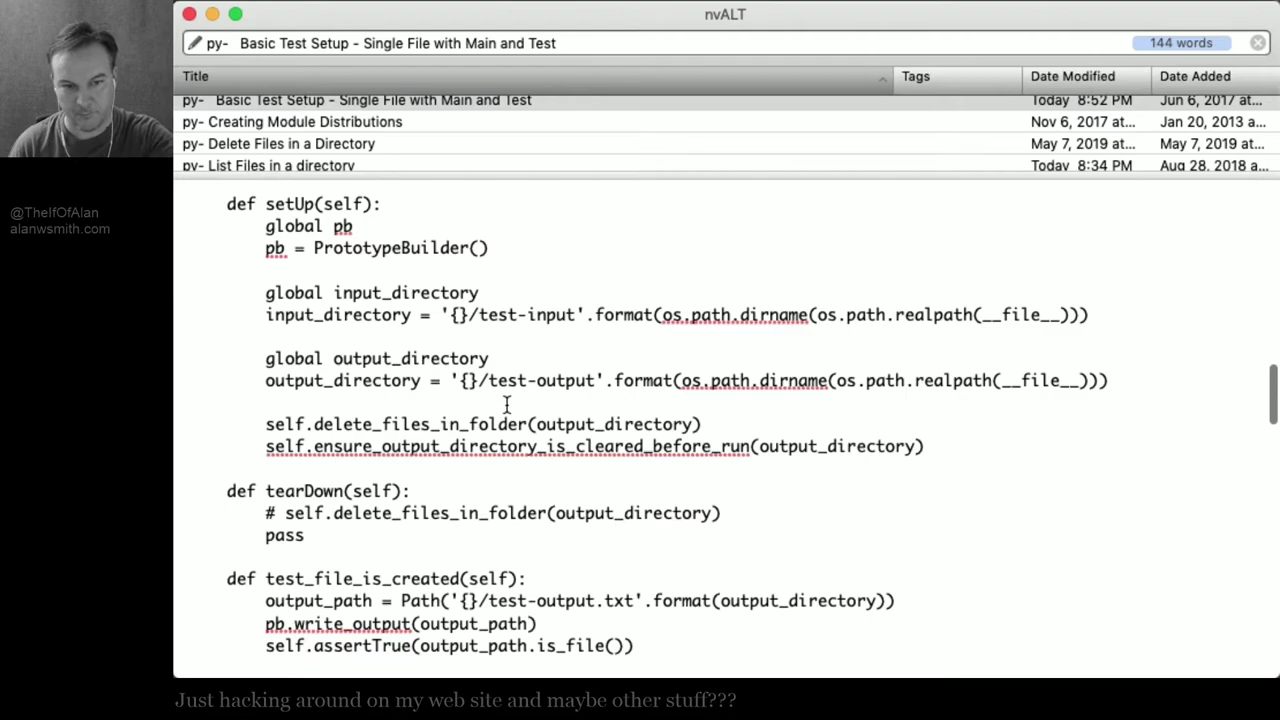 nvALT
py-   Basic Test Setup - Single File with Main and Test
144 words
Title
Tags
Date Modified
Date Added
py-   Basic Test Setup - Single File with Main and Test
Today  8:52 PM
Jun 6, 2017 at...
py- Creating Module Distributions
Nov 6, 2017 at...
Jan 20, 2013 a...
py- Delete Files in a Directory
May 7, 2019 at...
May 7, 2019 at...
py- List Files in a directory
Today  8:34 PM
Aug 28, 2018 a...
@TheIfOfAlan
alanwsmith.com
def setUp(self):
    global pb
    pb = PrototypeBuilder()
    global input_directory
    input_directory = '{}/test-input'.format(os.path.dirname(os.path.realpath(__file__)))
    global output_directory
    output_directory = '{}/test-output'.format(os.path.dirname(os.path.realpath(__file__)))
    self.delete_files_in_folder(output_directory)
    self.ensure_output_directory_is_cleared_before_run(output_directory)
def tearDown(self):
    # self.delete_files_in_folder(output_directory)
    pass
def test_file_is_created(self):
    output_path = Path('{}/test-output.txt'.format(output_directory))
    pb.write_output(output_path)
    self.assertTrue(output_path.is_file())
Just hacking around on my web site and maybe other stuff???